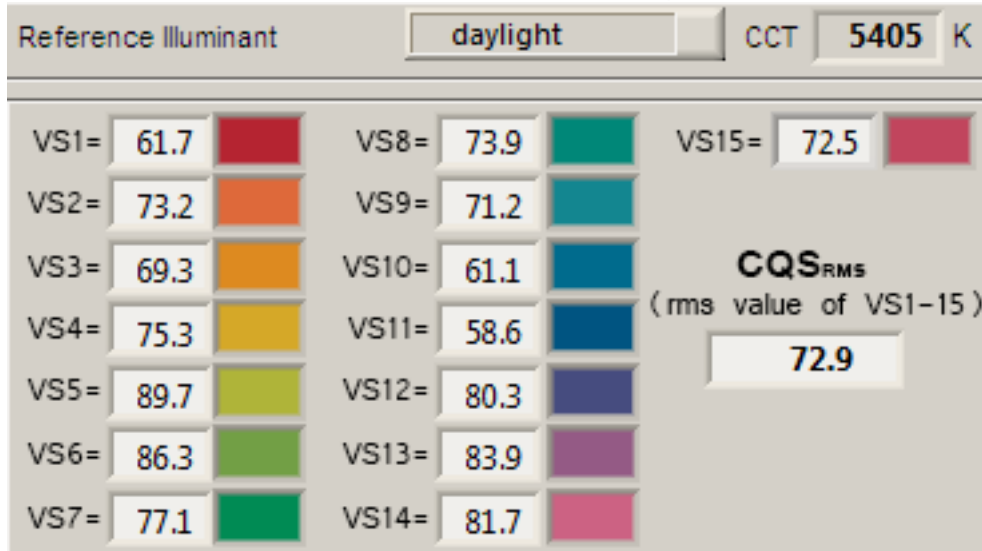 Reference Illuminant daylight CCT 5405 K
VS1= 61.7
VS2= 73.2
VS3= 69.3
VS4= 75.3
VS5= 89.7
VS6= 86.3
VS7= 77.1
VS8= 73.9
VS9= 71.2
VS10= 61.1
VS11= 58.6
VS12= 80.3
VS13= 83.9
VS14= 81.7
VS15= 72.5
CQSRMS
(rms value of VS1-15)
72.9